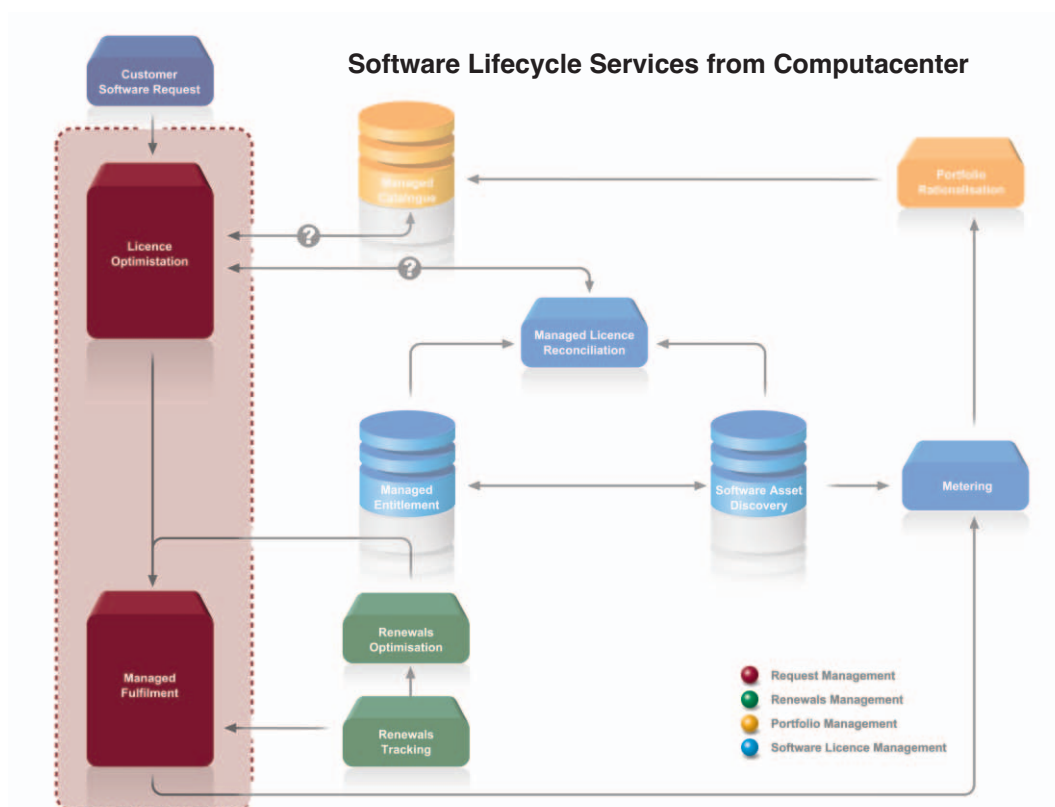 Software Lifecycle Services from Computacenter
Customer
Software Request
Managed
Catalogue
Portfolio
Rationalisation
?
Licence
Optimistation
?
Managed Licence
Reconciliation
Managed
Entitlement
Software Asset
Discovery
Metering
Renewals
Optimisation
Managed
Fulfilment
Renewals
Tracking
Request Management
Renewals Management
Portfolio Management
Software Licence Management